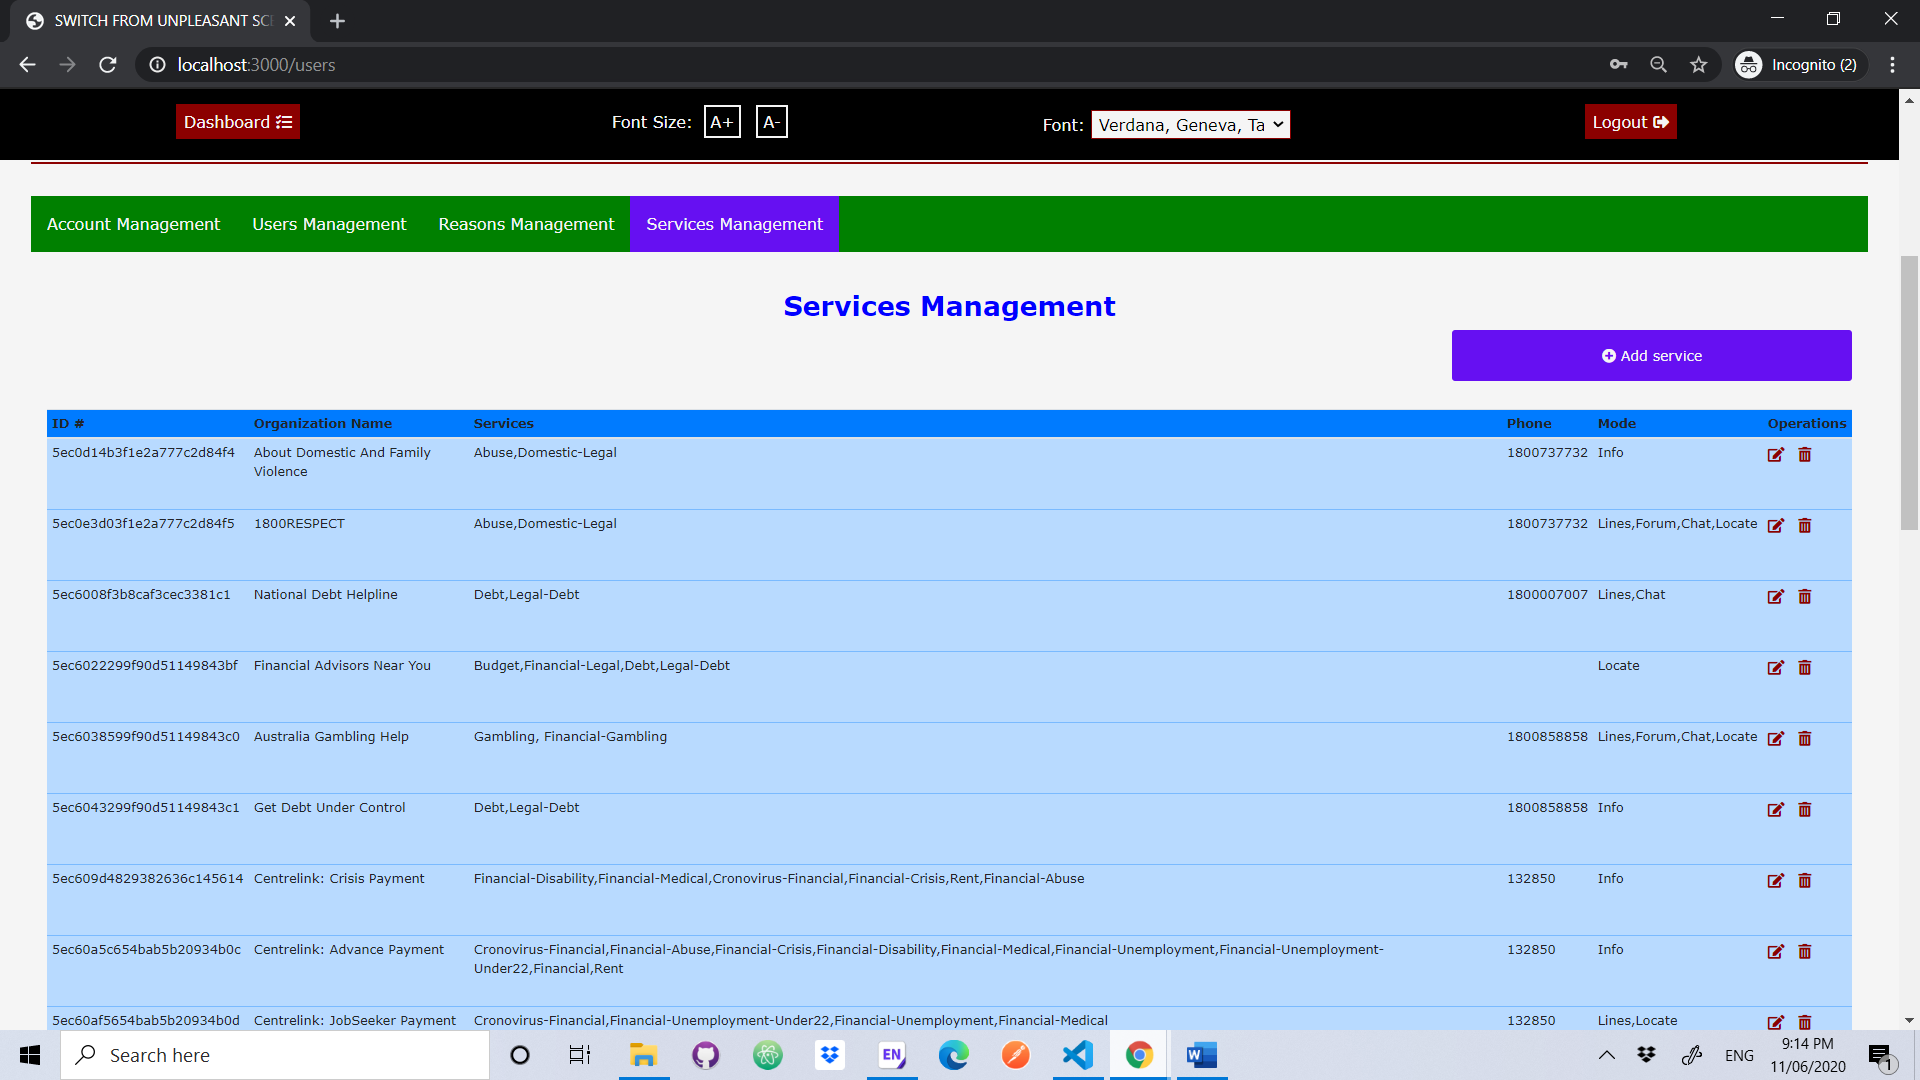 SWITCH FROM UNPLEASANT SCE
localhost:3000/users
Incognito (2)
Dashboard
Font Size: A+ A-
Font: Verdana, Geneva, Ta
Logout
Account Management Users Management Reasons Management Services Management
Services Management
Add service
ID # Organization Name Services Phone Mode Operations
5ec0d14b3f1e2a777c2d84f4 About Domestic And Family Abuse,Domestic-Legal 1800737732 Info
Violence
5ec0e3d03f1e2a777c2d84f5 1800RESPECT Abuse,Domestic-Legal 1800737732 Lines,Forum,Chat,Locate
5ec6008f3b8caf3cec3381c1 National Debt Helpline Debt,Legal-Debt 1800007007 Lines,Chat
5ec6022299f90d51149843bf Financial Advisors Near You Budget,Financial-Legal,Debt,Legal-Debt Locate
5ec6038599f90d51149843c0 Australia Gambling Help Gambling, Financial-Gambling 1800858858 Lines,Forum,Chat,Locate
5ec6043299f90d51149843c1 Get Debt Under Control Debt,Legal-Debt 1800858858 Info
5ec609d4829382636c145614 Centrelink: Crisis Payment Financial-Disability,Financial-Medical,Cronovirus-Financial,Financial-Crisis,Rent,Financial-Abuse 132850 Info
5ec60a5c654bab5b20934b0c Centrelink: Advance Payment Cronovirus-Financial,Financial-Abuse,Financial-Crisis,Financial-Disability,Financial-Medical,Financial-Unemployment,Financial-Unemployment- 132850 Info
Under22,Financial,Rent
5ec60af5654bab5b20934b0d Centrelink: JobSeeker Payment Cronovirus-Financial,Financial-Unemployment-Under22,Financial-Unemployment,Financial-Medical 132850 Lines,Locate
Search here
EN
ENG
9:14 PM
11/06/2020
1